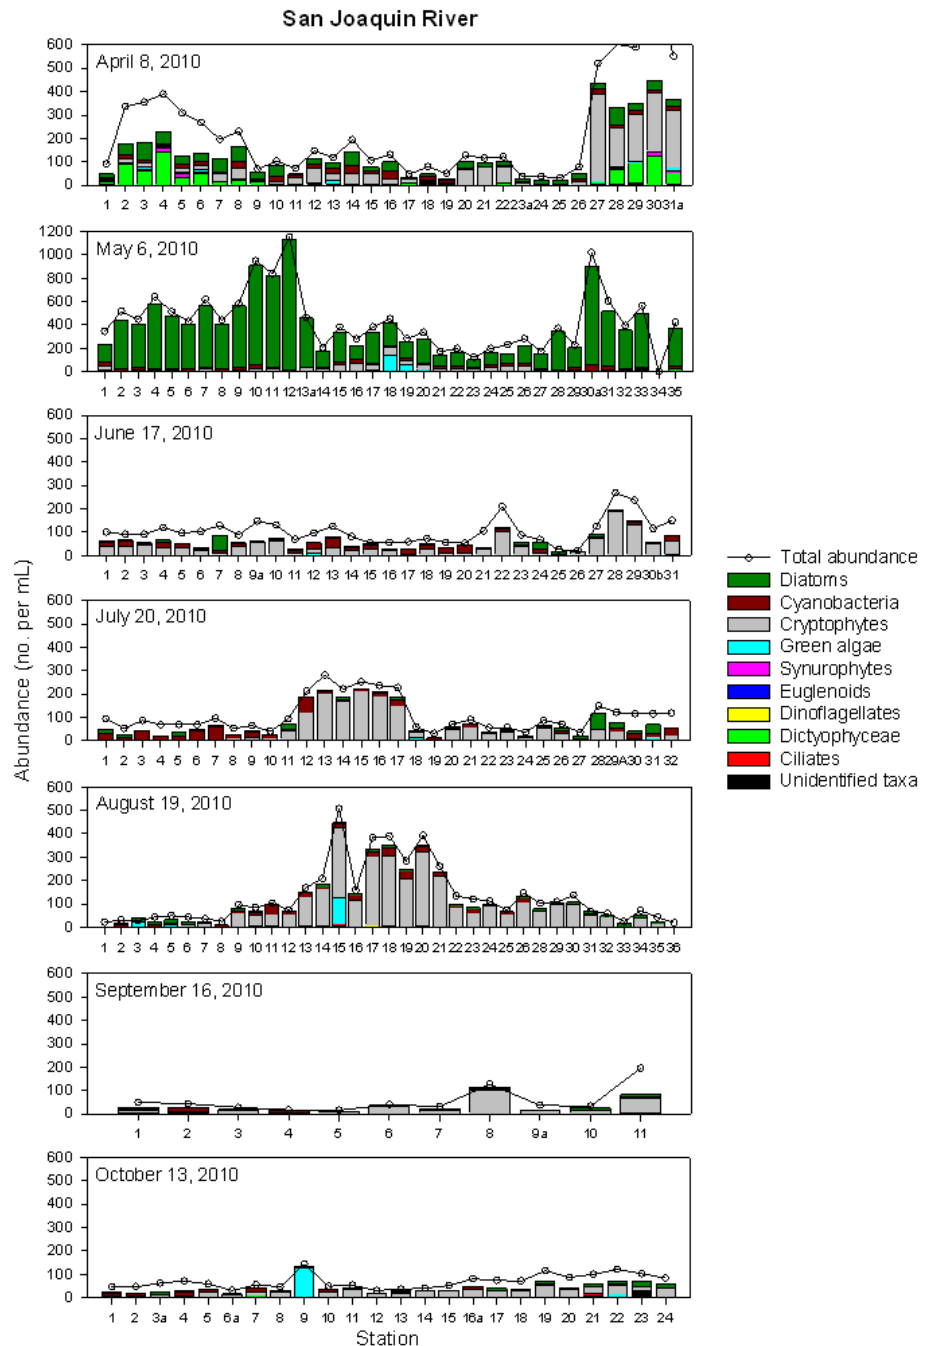 San Joaquin River
Abundance (no. per mL)
April 8, 2010
600
500
400
300
200
100
0
1 2 3 4 5 6 7 8 9 10 11 12 13 14 15 16 17 18 19 20 21 22 23a 24 25 26 27 28 29 30 31a
May 6, 2010
1200
1000
800
600
400
200
0
1 2 3 4 5 6 7 8 9 10 11 12 13a 14 15 16 17 18 19 20 21 22 23 24 25 26 27 28 29 30a 31 32 33 34 35
June 17, 2010
600
500
400
300
200
100
0
1 2 3 4 5 6 7 8 9a 10 11 12 13 14 15 16 17 18 19 20 21 22 23 24 25 26 27 28 29 30b 31
July 20, 2010
600
500
400
300
200
100
0
1 2 3 4 5 6 7 8 9 10 11 12 13 14 15 16 17 18 19 20 21 22 23 24 25 26 27 28 29A 30 31 32
August 19, 2010
600
500
400
300
200
100
0
1 2 3 4 5 6 7 8 9 10 11 12 13 14 15 16 17 18 19 20 21 22 23 24 25 26 28 29 30 31 34 32 33 34 35 36
September 16, 2010
600
500
400
300
200
100
0
1 2 3 4 5 6 7 8 9a 10 11
October 13, 2010
600
500
400
300
200
100
0
1 2 3a 4 5 6a 7 8 9 10 11 12 13 14 15 16a 17 18 19 20 21 22 23 24
Station
Total abundance
Diatoms
Cyanobacteria
Cryptophytes
Green algae
Synurophytes
Euglenoids
Dinoflagellates
Dictyophyceae
Ciliates
Unidentified taxa